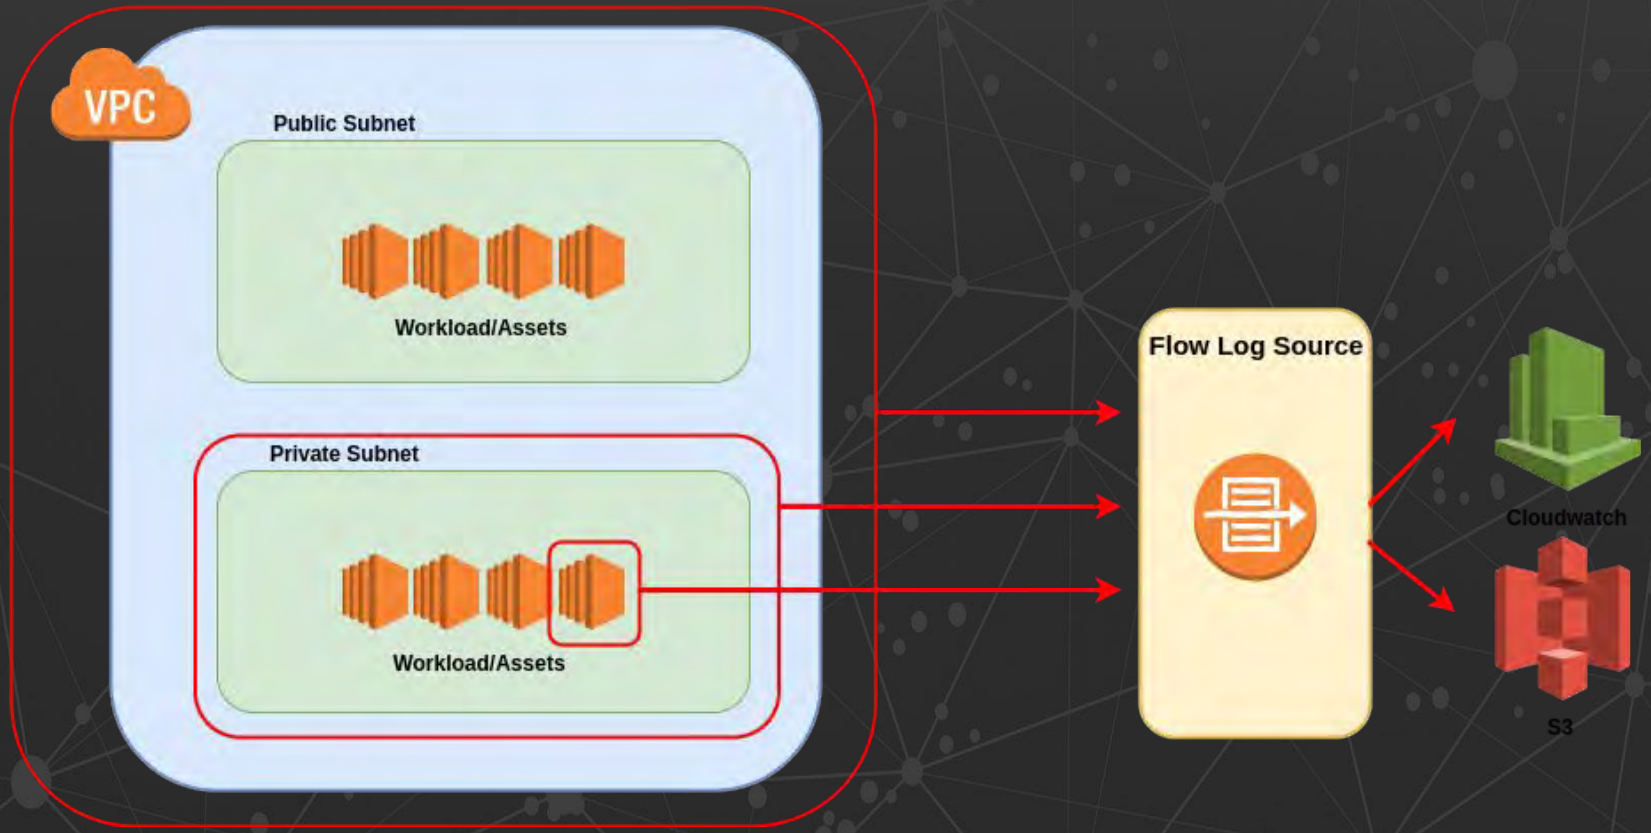 VPC
Public Subnet
Workload/Assets
Private Subnet
Workload/Assets
Flow Log Source
Cloudwatch
S3